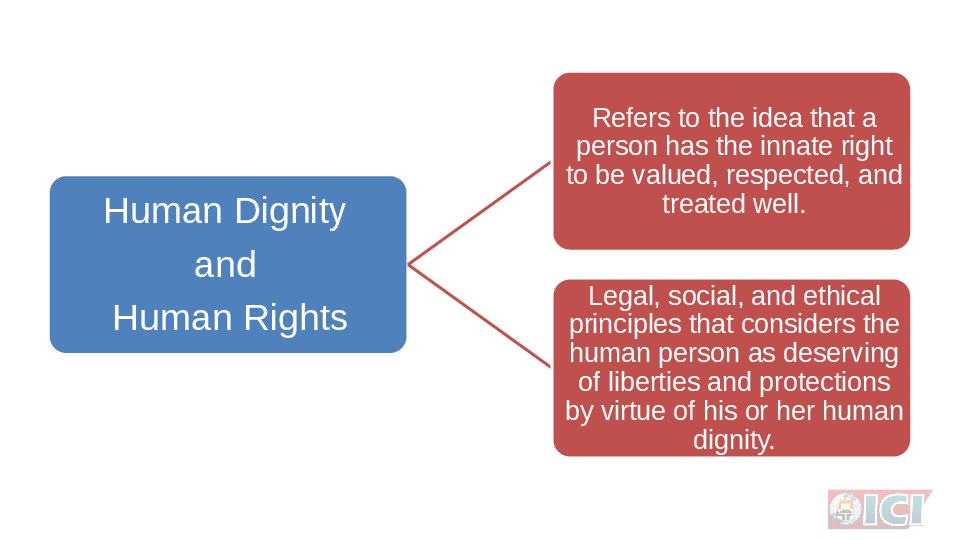 Human Dignity
and
Human Rights
Refers to the idea that a
person has the innate right
to be valued, respected, and
treated well.
Legal, social, and ethical
principles that considers the
human person as deserving
of liberties and protections
by virtue of his or her human
dignity.
ICI